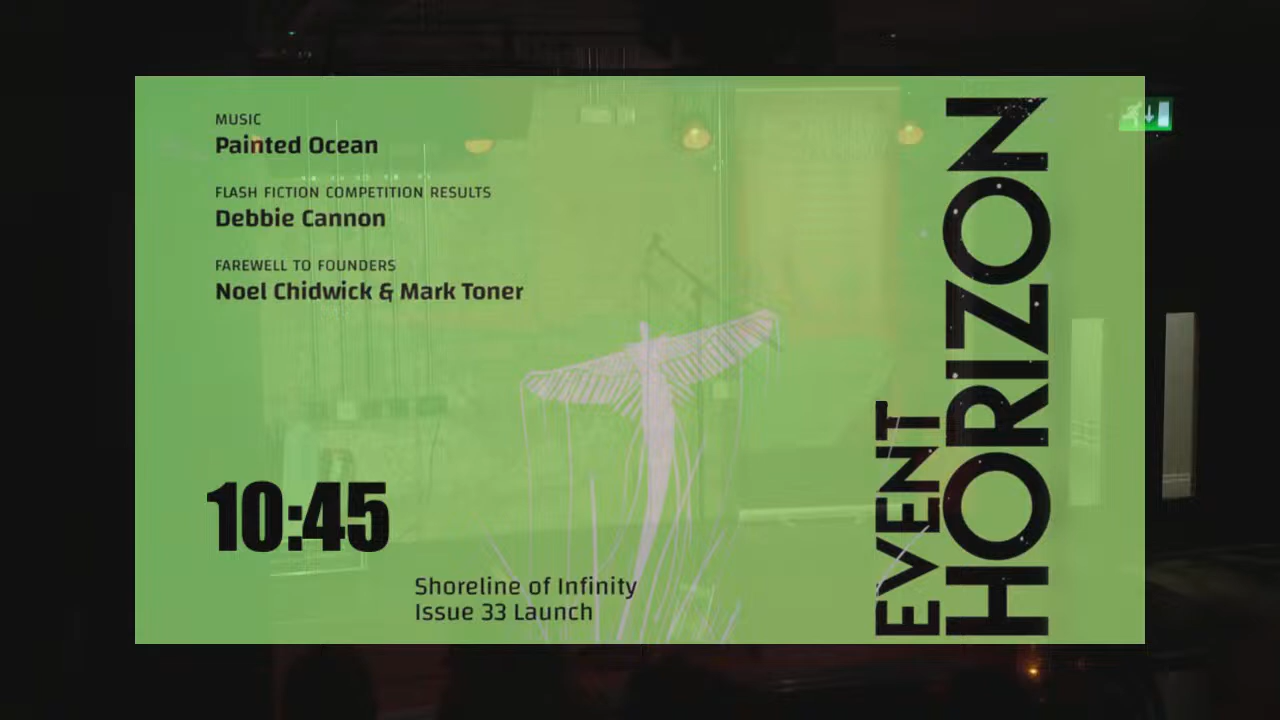 MUSIC
Painted Ocean
FLASH FICTION COMPETITION RESULTS
Debbie Cannon
FAREWELL TO FOUNDERS
Noel Chidwick & Mark Toner
10:45
Shoreline of Infinity
Issue 33 Launch
EVENT
HORIZON